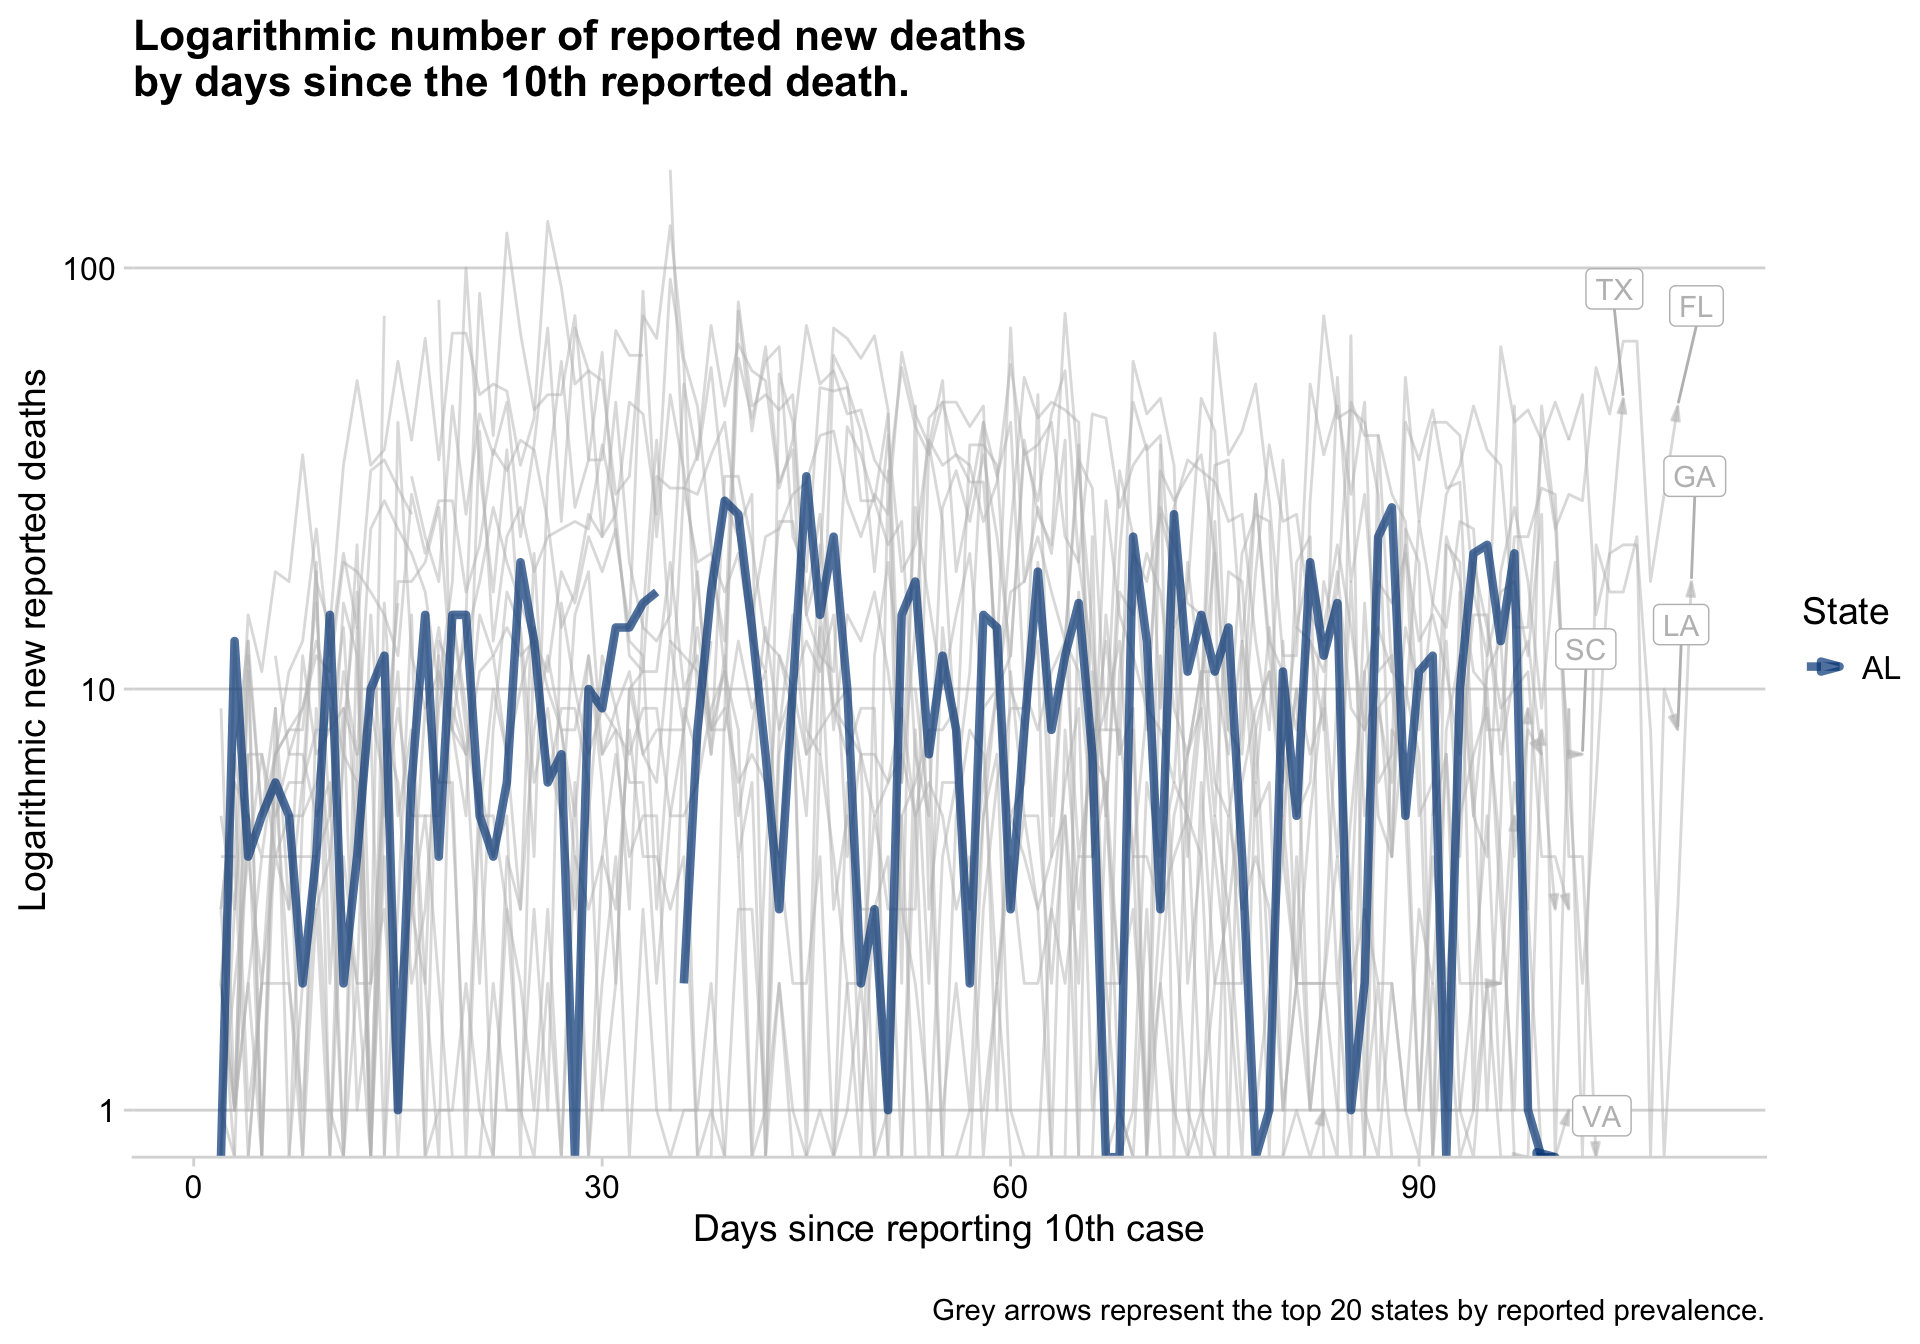 Logarithmic number of reported new deaths
by days since the 10th reported death.
Logarithmic new reported deaths
100
10
1
TX
FL
GA
LA
SC
VA
State
AL
0
30
60
90
Days since reporting 10th case
Grey arrows represent the top 20 states by reported prevalence.